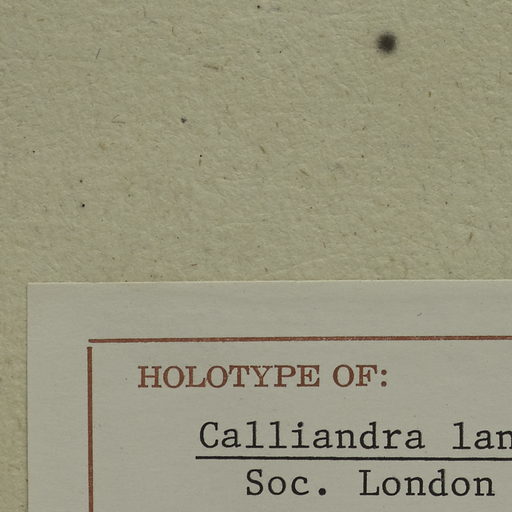 HOLOTYPE OF:
Calliandra lan
Soc. London